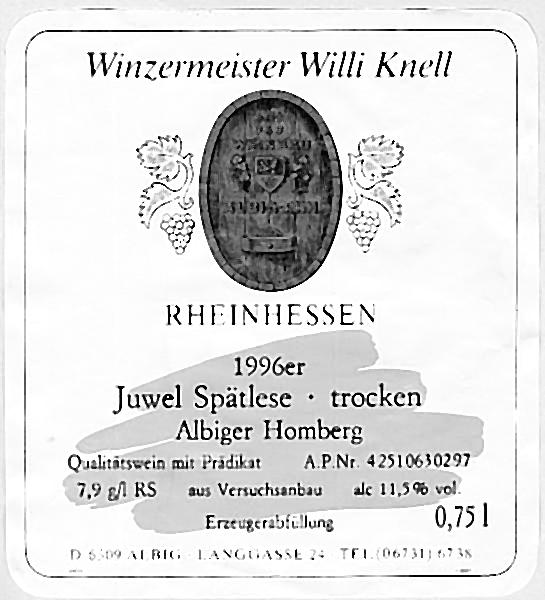 Winzermeister Willi Knell
RHEINHESSEN
1996er
Juwel Spätlese · trocken
Albiger Homberg
Qualitätswein mit Prädikat A.P.Nr. 42510630297
7,9 g/l RS aus Versuchsanbau alc 11,5% vol.
Erzeugerabfüllung 0,75 l
D 6509 ALBIG · LANGGASSE 24 · TEL. (06731) 6738